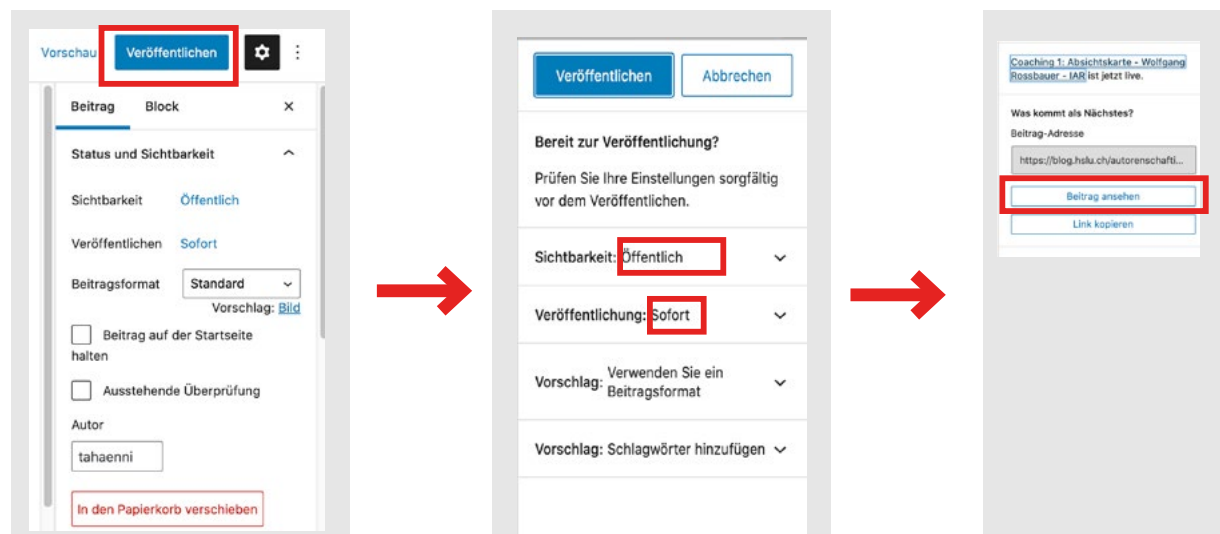 Vorschau Veröffentlichen
Beitrag Block
Status und Sichtbarkeit
Sichtbarkeit Öffentlich
Veröffentlichen Sofort
Beitragsformat Standard
Vorschlag: Bild
Beitrag auf der Startseite
halten
Ausstehende Überprüfung
Autor
tahaenni
In den Papierkorb verschieben
Veröffentlichen Abbrechen
Bereit zur Veröffentlichung?
Prüfen Sie Ihre Einstellungen sorgfältig
vor dem Veröffentlichen.
Sichtbarkeit: Öffentlich
Veröffentlichung: Sofort
Vorschlag: Verwenden Sie ein
Beitragsformat
Vorschlag: Schlagwörter hinzufügen
Coaching 1: Absichtskarte - Wolfgang
Rossbauer - IAR ist jetzt live.
Was kommt als Nächstes?
Beitrag-Adresse
https://blog.hslu.ch/autorenschafti...
Beitrag ansehen
Link kopieren